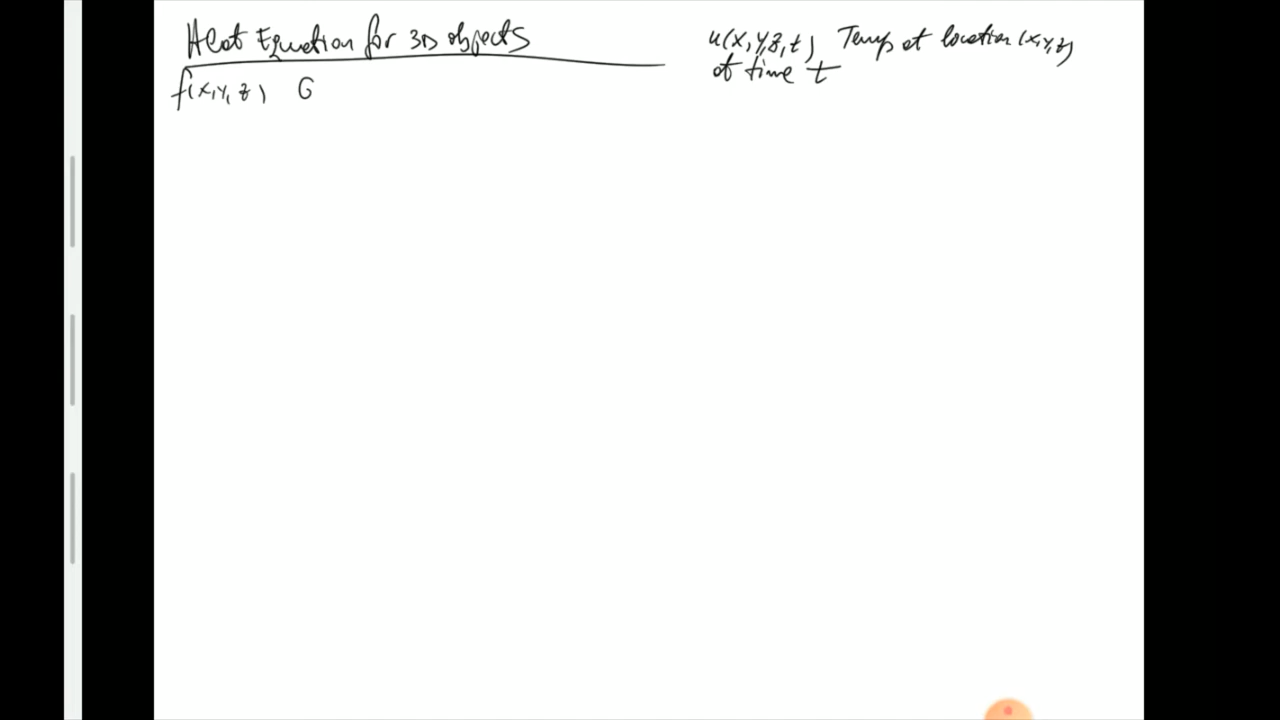 Heat Equation for 3D objects
f(x,y,z) G
u(x,y,z,t) Temp at location (x,y,z)
at time t